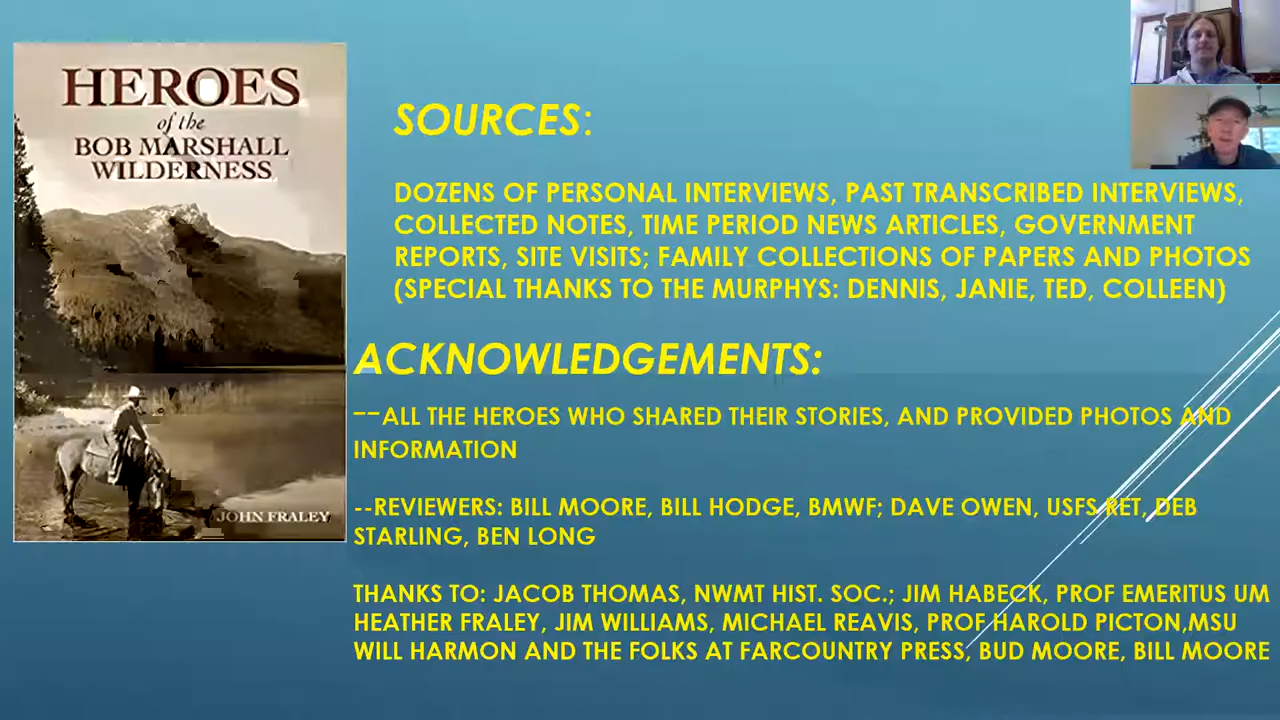 HEROES
of the
BOB MARSHALL
WILDERNESS
JOHN FRALEY
SOURCES:
DOZENS OF PERSONAL INTERVIEWS, PAST TRANSCRIBED INTERVIEWS,
COLLECTED NOTES, TIME PERIOD NEWS ARTICLES, GOVERNMENT
REPORTS, SITE VISITS; FAMILY COLLECTIONS OF PAPERS AND PHOTOS
(SPECIAL THANKS TO THE MURPHYS: DENNIS, JANIE, TED, COLLEEN)
ACKNOWLEDGEMENTS:
--ALL THE HEROES WHO SHARED THEIR STORIES, AND PROVIDED PHOTOS AND
INFORMATION
--REVIEWERS: BILL MOORE, BILL HODGE, BMWF; DAVE OWEN, USFS RET, DEB
STARLING, BEN LONG
THANKS TO: JACOB THOMAS, NWMT HIST. SOC.; JIM HABECK, PROF EMERITUS UM
HEATHER FRALEY, JIM WILLIAMS, MICHAEL REAVIS, PROF HAROLD PICTON,MSU
WILL HARMON AND THE FOLKS AT FARCOUNTRY PRESS, BUD MOORE, BILL MOORE